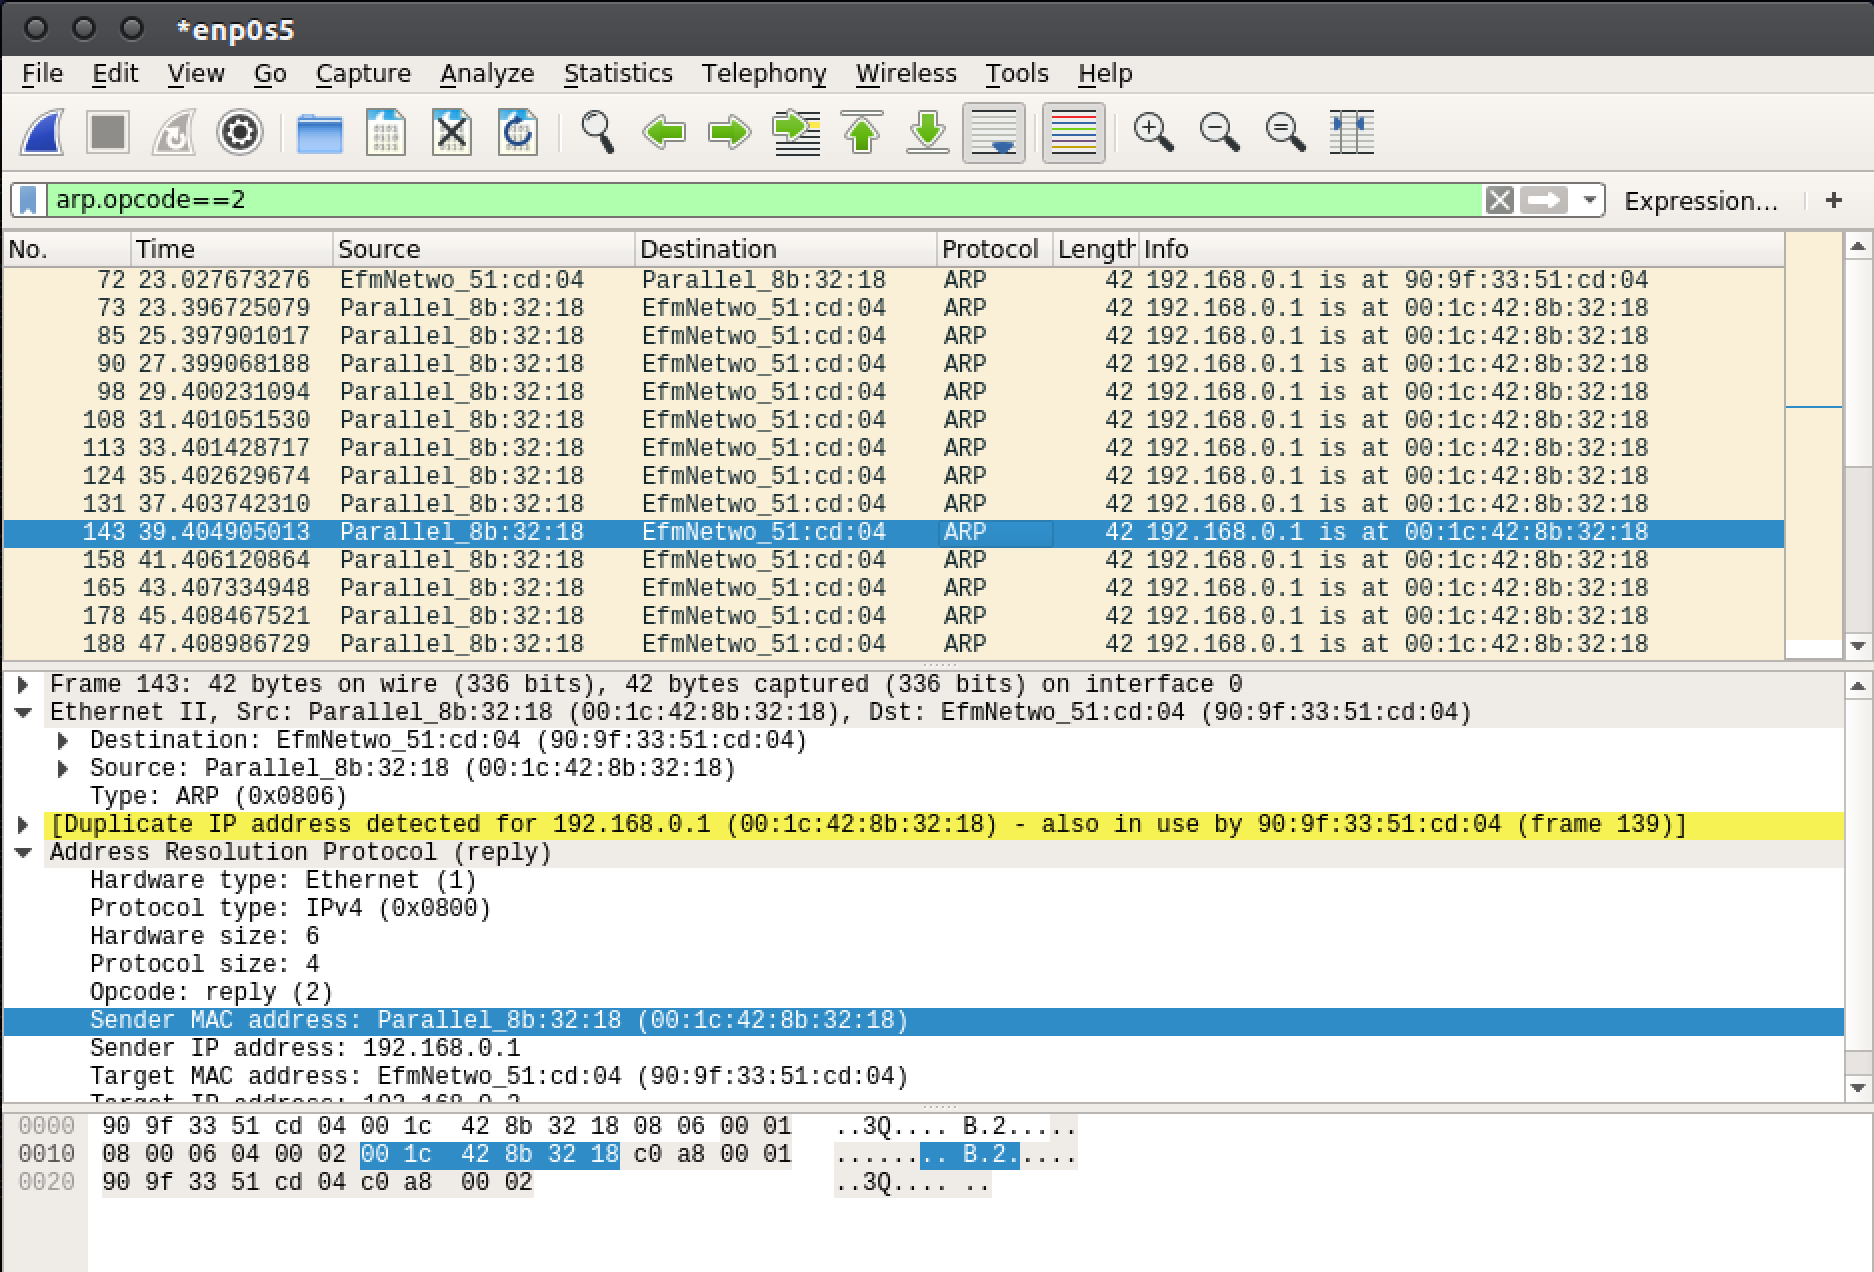 *enp0s5
File Edit View Go Capture Analyze Statistics Telephony Wireless Tools Help
arp.opcode==2 Expression... +
No. Time Source Destination Protocol Length Info
72 23.027673276 EfmNetwo_51:cd:04 Parallel_8b:32:18 ARP 42 192.168.0.1 is at 90:9f:33:51:cd:04
73 23.396725079 Parallel_8b:32:18 EfmNetwo_51:cd:04 ARP 42 192.168.0.1 is at 00:1c:42:8b:32:18
85 25.397901017 Parallel_8b:32:18 EfmNetwo_51:cd:04 ARP 42 192.168.0.1 is at 00:1c:42:8b:32:18
90 27.399068188 Parallel_8b:32:18 EfmNetwo_51:cd:04 ARP 42 192.168.0.1 is at 00:1c:42:8b:32:18
98 29.400231094 Parallel_8b:32:18 EfmNetwo_51:cd:04 ARP 42 192.168.0.1 is at 00:1c:42:8b:32:18
108 31.401051530 Parallel_8b:32:18 EfmNetwo_51:cd:04 ARP 42 192.168.0.1 is at 00:1c:42:8b:32:18
113 33.401428717 Parallel_8b:32:18 EfmNetwo_51:cd:04 ARP 42 192.168.0.1 is at 00:1c:42:8b:32:18
124 35.402629674 Parallel_8b:32:18 EfmNetwo_51:cd:04 ARP 42 192.168.0.1 is at 00:1c:42:8b:32:18
131 37.403742310 Parallel_8b:32:18 EfmNetwo_51:cd:04 ARP 42 192.168.0.1 is at 00:1c:42:8b:32:18
143 39.404905013 Parallel_8b:32:18 EfmNetwo_51:cd:04 ARP 42 192.168.0.1 is at 00:1c:42:8b:32:18
158 41.406120864 Parallel_8b:32:18 EfmNetwo_51:cd:04 ARP 42 192.168.0.1 is at 00:1c:42:8b:32:18
165 43.407334948 Parallel_8b:32:18 EfmNetwo_51:cd:04 ARP 42 192.168.0.1 is at 00:1c:42:8b:32:18
178 45.408467521 Parallel_8b:32:18 EfmNetwo_51:cd:04 ARP 42 192.168.0.1 is at 00:1c:42:8b:32:18
188 47.408986729 Parallel_8b:32:18 EfmNetwo_51:cd:04 ARP 42 192.168.0.1 is at 00:1c:42:8b:32:18
Frame 143: 42 bytes on wire (336 bits), 42 bytes captured (336 bits) on interface 0
Ethernet II, Src: Parallel_8b:32:18 (00:1c:42:8b:32:18), Dst: EfmNetwo_51:cd:04 (90:9f:33:51:cd:04)
Destination: EfmNetwo_51:cd:04 (90:9f:33:51:cd:04)
Source: Parallel_8b:32:18 (00:1c:42:8b:32:18)
Type: ARP (0x0806)
[Duplicate IP address detected for 192.168.0.1 (00:1c:42:8b:32:18) - also in use by 90:9f:33:51:cd:04 (frame 139)]
Address Resolution Protocol (reply)
Hardware type: Ethernet (1)
Protocol type: IPv4 (0x0800)
Hardware size: 6
Protocol size: 4
Opcode: reply (2)
Sender MAC address: Parallel_8b:32:18 (00:1c:42:8b:32:18)
Sender IP address: 192.168.0.1
Target MAC address: EfmNetwo_51:cd:04 (90:9f:33:51:cd:04)
Target IP address: 192.168.0.2
0000 90 9f 33 51 cd 04 00 1c 42 8b 32 18 08 06 00 01 ..3Q.... B.2.....
0010 08 00 06 04 00 02 00 1c 42 8b 32 18 c0 a8 00 01 ........ B.2.....
0020 90 9f 33 51 cd 04 c0 a8 00 02 ..3Q.... ..